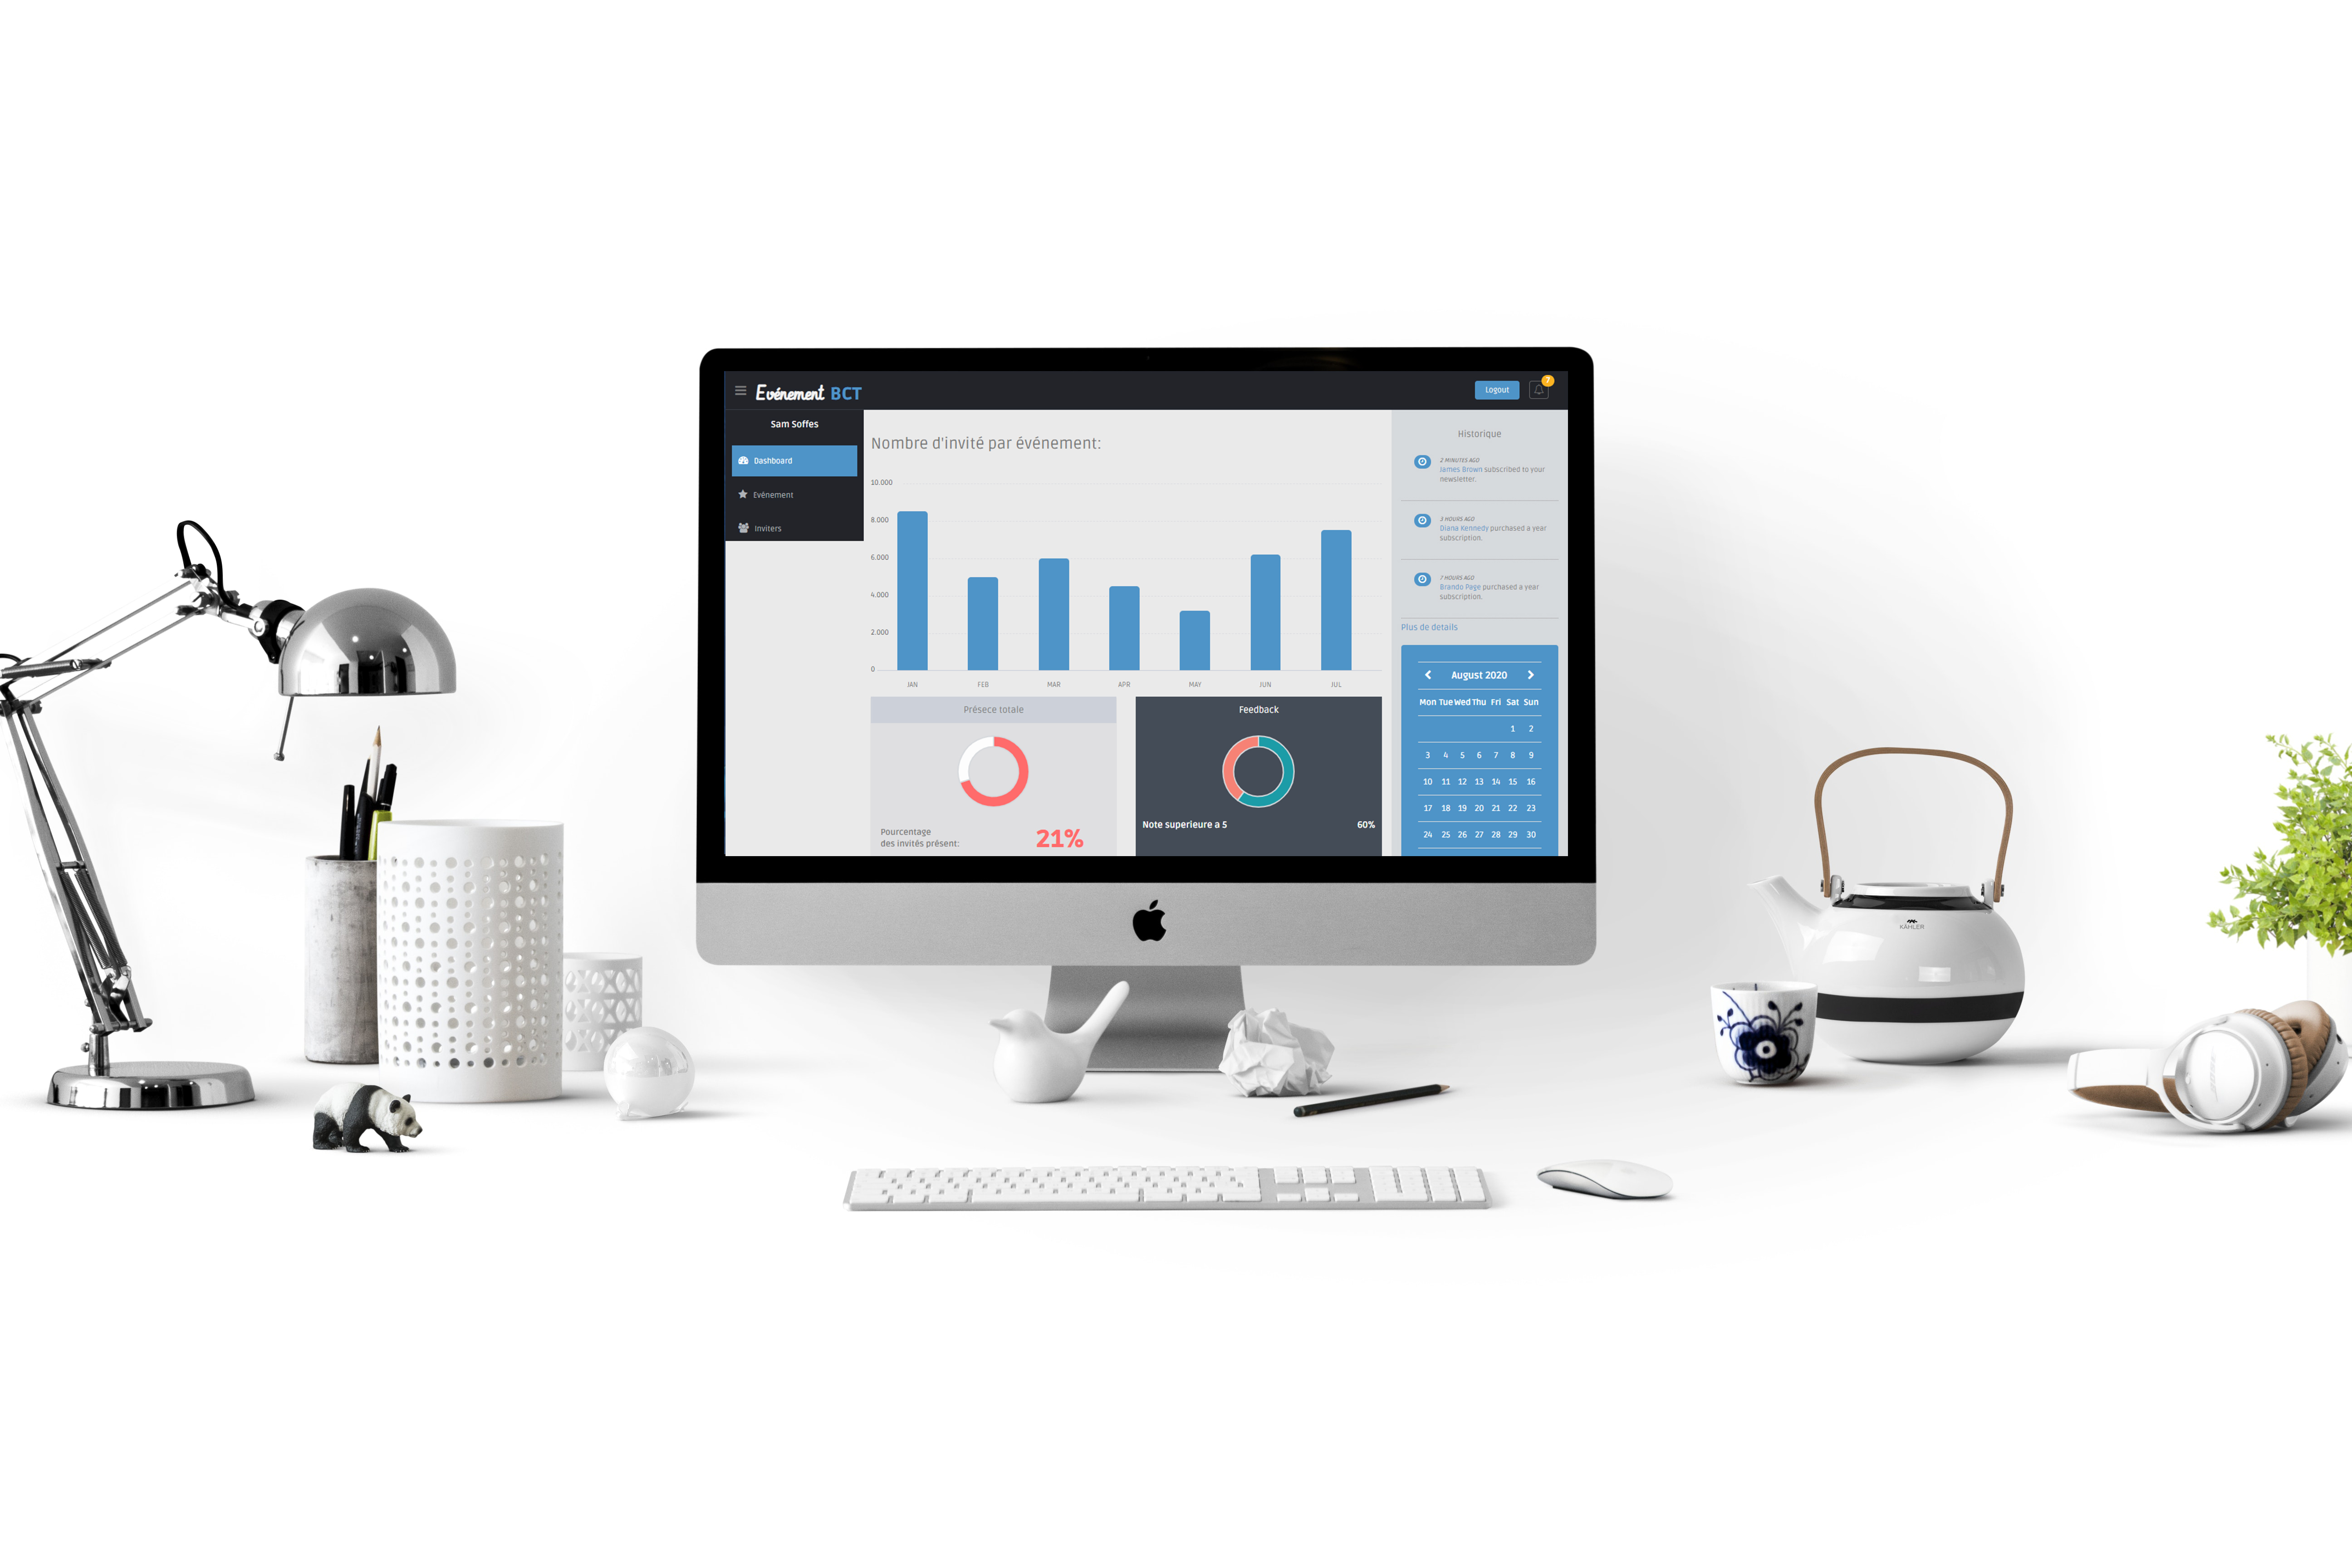 Evénement BCT
Logout
7
Sam Soffes
Dashboard
Evénement
Inviters
Nombre d'invité par événement:
10.000
8.000
6.000
4.000
2.000
0
JAN FEB MAR APR MAY JUN JUL
Présece totale
Pourcentage
des invités présent:
21%
Feedback
Note superieure a 5 60%
Historique
2 MINUTES AGO
James Brown subscribed to your
newsletter.
3 HOURS AGO
Diana Kennedy purchased a year
subscription.
7 HOURS AGO
Brando Page purchased a year
subscription.
Plus de details
August 2020
Mon Tue Wed Thu Fri Sat Sun
1 2
3 4 5 6 7 8 9
10 11 12 13 14 15 16
17 18 19 20 21 22 23
24 25 26 27 28 29 30
KÄHLER